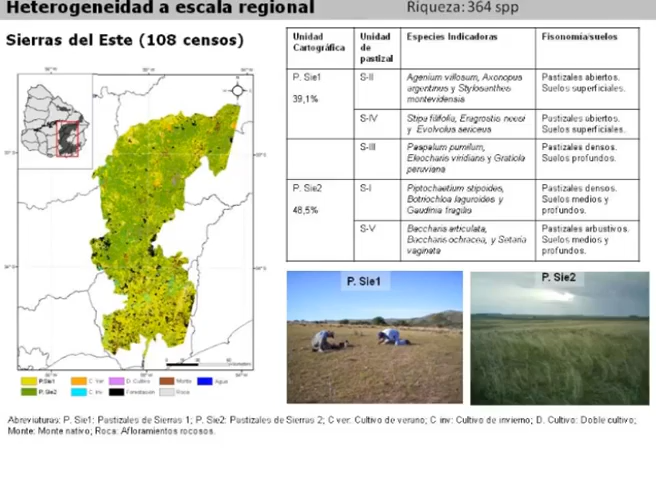 Heterogeneidad a escala regional
Riqueza: 364 spp
Sierras del Este (108 censos)
Unidad Cartográfica
Unidad de pastizal
Especies Indicadoras
Fisonomía/suelos
P. Sie1
39,1%
S-II
Agenium villosum, Axonopus
argentinus y Stylosanthes
montevidensis
Pastizales abiertos.
Suelos superficiales.
S-IV
Stipa filifolia, Eragrostis neesi
y Evolvulus sericeus
Pastizales abiertos.
Suelos superficiales.
S-III
Paspalum pumilum,
Eleocharis viridians y Gratiola
peruviana
Pastizales densos.
Suelos profundos.
P. Sie2
48,5%
S-I
Piptochaetium stipoides,
Botriochloa laguroides y
Gaudinia fragilis
Pastizales densos.
Suelos medios y
profundos.
S-V
Baccharis articulata,
Baccharis ochracea, y Setaria
vaginata
Pastizales arbustivos.
Suelos medios y
profundos.
P. Sie1
P. Sie2
P.Sie1
C. Ver
D. Cultivo
Monte
Agua
P. Sie2
C. Inv
Forestación
Roca
Abreviaturas: P. Sie1: Pastizales de Sierras 1; P. Sie2: Pastizales de Sierras 2; C ver: Cultivo de verano; C inv: Cultivo de invierno; D. Cultivo: Doble cultivo;
Monte: Monte nativo; Roca: Afloramientos rocosos.